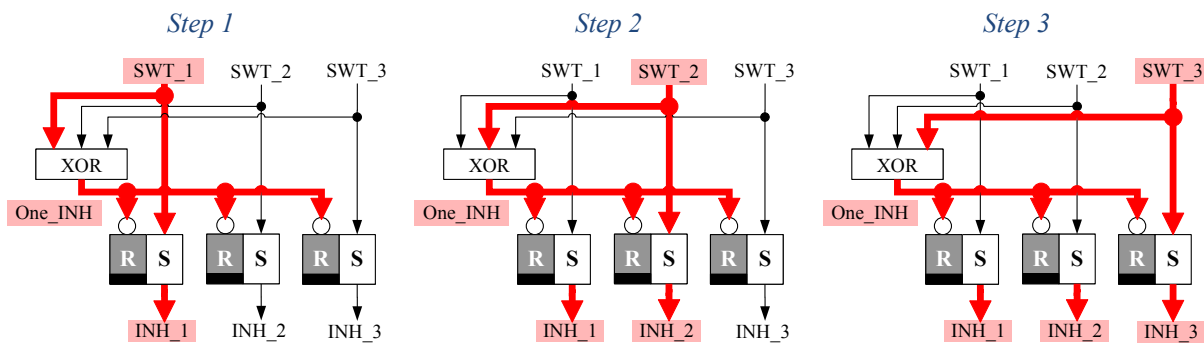 Step 1
SWT_1
SWT_2
SWT_3
XOR
One_INH
R
S
R
S
R
S
INH_1
INH_2
INH_3
Step 2
SWT_1
SWT_2
SWT_3
XOR
One_INH
R
S
R
S
R
S
INH_1
INH_2
INH_3
Step 3
SWT_1
SWT_2
SWT_3
XOR
One_INH
R
S
R
S
R
S
INH_1
INH_2
INH_3